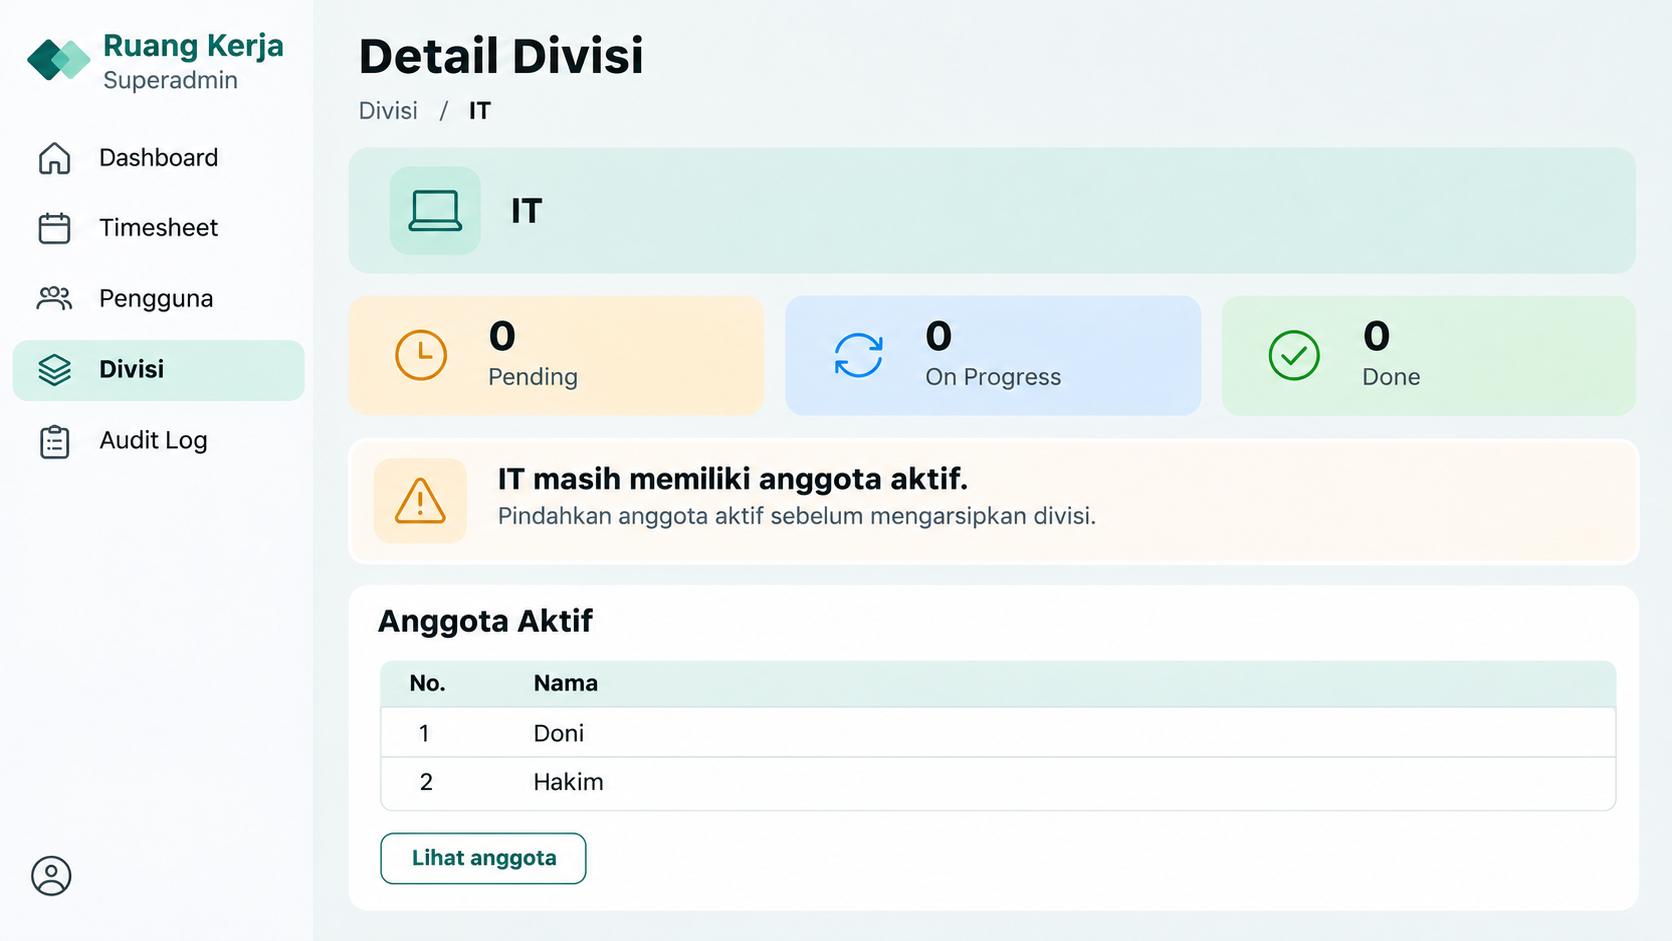 Ruang Kerja
Superadmin
Dashboard
Timesheet
Pengguna
Divisi
Audit Log
Detail Divisi
Divisi / IT
IT
0
Pending
0
On Progress
0
Done
IT masih memiliki anggota aktif.
Pindahkan anggota aktif sebelum mengarsipkan divisi.
Anggota Aktif
No. Nama
1 Doni
2 Hakim
Lihat anggota